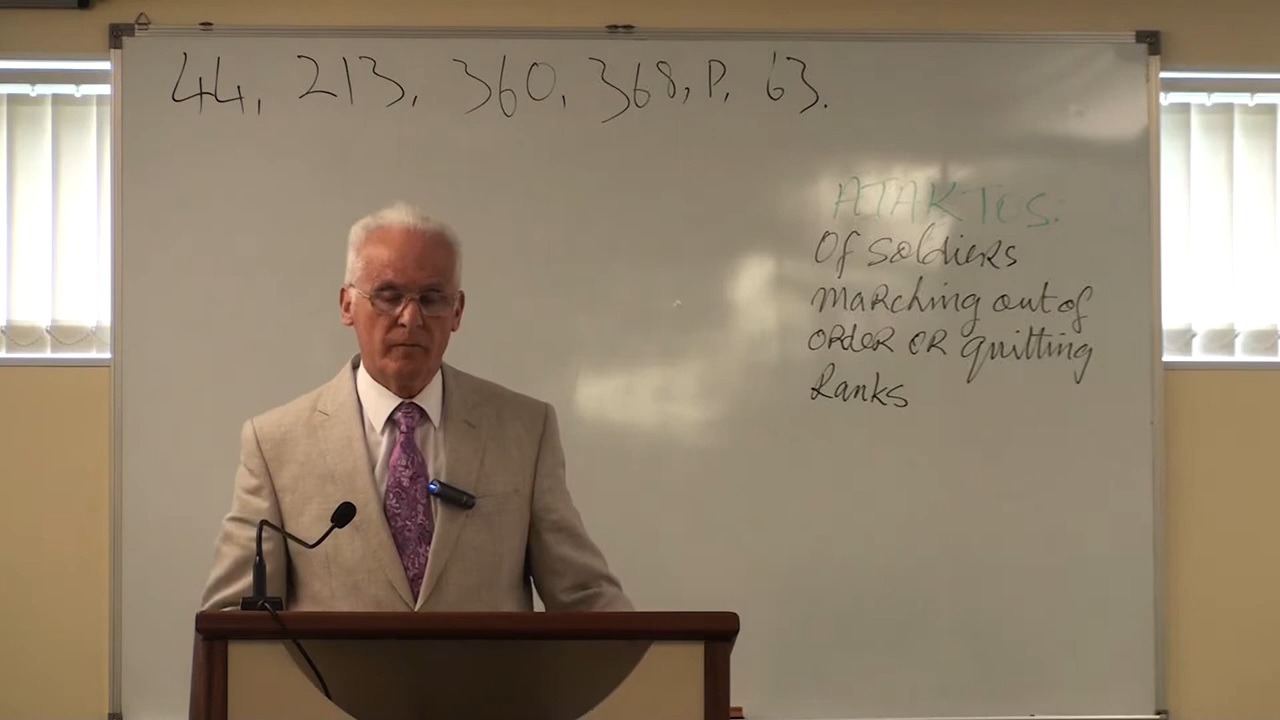 44, 213, 360, 368, P, 63.
ATAKTOS:
Of soldiers
marching out of
order or quitting
Ranks